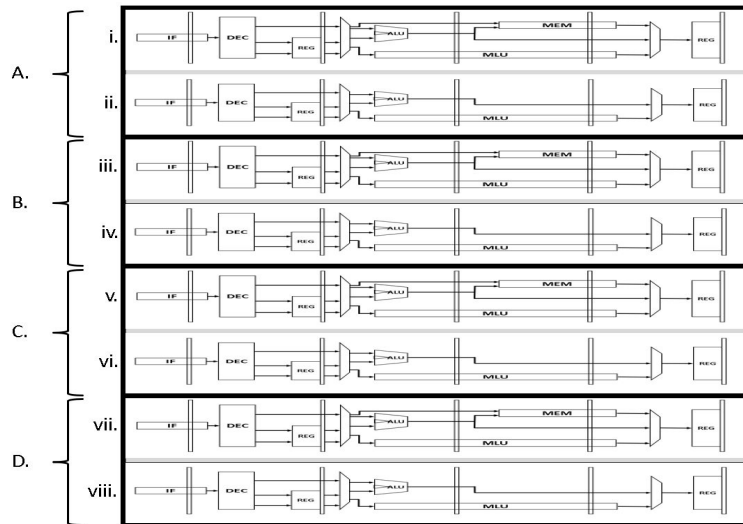 A.
i. IF DEC REG ALU MEM MLU REG
ii. IF DEC REG ALU MLU REG
B.
iii. IF DEC REG ALU MEM MLU REG
iv. IF DEC REG ALU MLU REG
C.
v. IF DEC REG ALU MEM MLU REG
vi. IF DEC REG ALU MLU REG
D.
vii. IF DEC REG ALU MEM MLU REG
viii. IF DEC REG ALU MLU REG